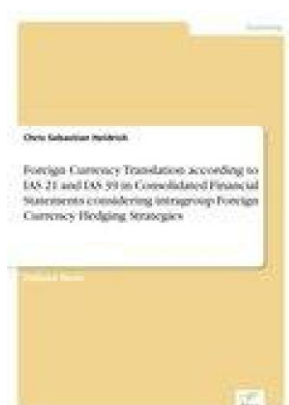 Chris Sebastian Heidrich
Foreign Currency Translation according to
IAS 21 and IAS 39 in Consolidated Financial
Statements considering intragroup Foreign
Currency Hedging Strategies